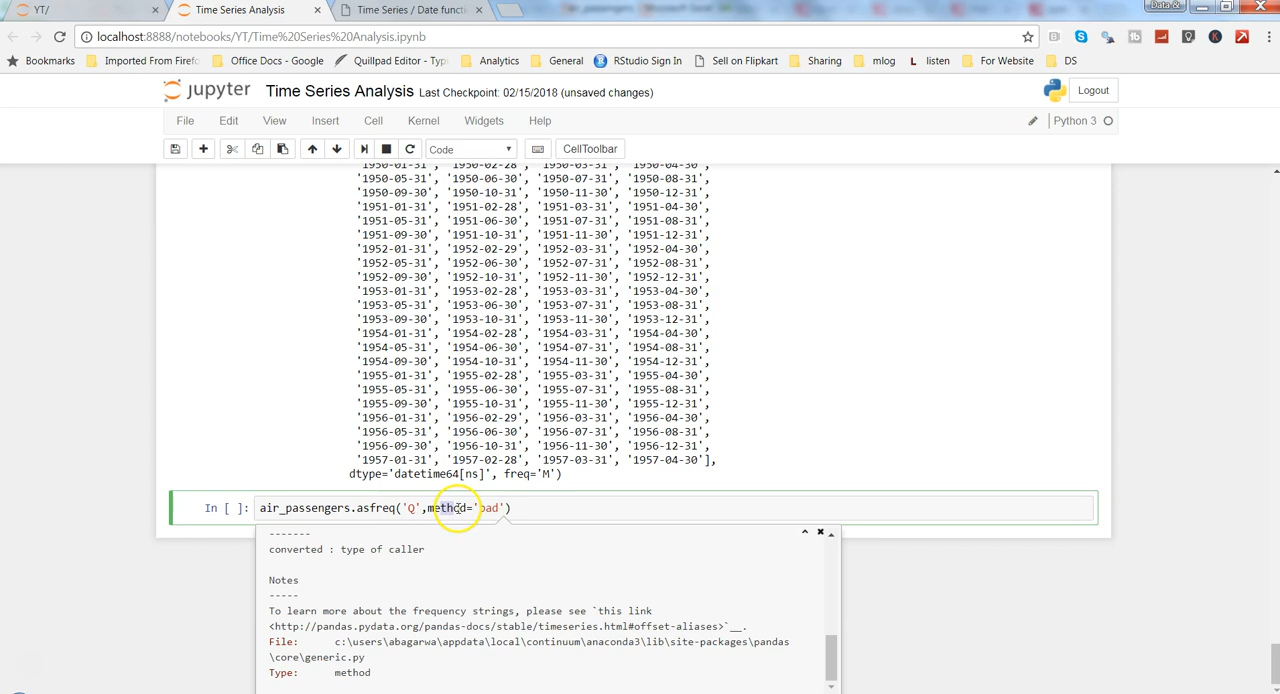 YT/
Time Series Analysis
Time Series / Date functi
Data &
localhost:8888/notebooks/YT/Time%20Series%20Analysis.ipynb
Bookmarks
Imported From Firefo
Office Docs - Google
Quillpad Editor - Typ
Analytics
General
RStudio Sign In
Sell on Flipkart
Sharing
mlog
listen
For Website
DS
jupyter
Time Series Analysis Last Checkpoint: 02/15/2018 (unsaved changes)
Logout
File Edit View Insert Cell Kernel Widgets Help
Python 3
Code
CellToolbar
'1950-01-31', '1950-02-28', '1950-03-31', '1950-04-30',
'1950-05-31', '1950-06-30', '1950-07-31', '1950-08-31',
'1950-09-30', '1950-10-31', '1950-11-30', '1950-12-31',
'1951-01-31', '1951-02-28', '1951-03-31', '1951-04-30',
'1951-05-31', '1951-06-30', '1951-07-31', '1951-08-31',
'1951-09-30', '1951-10-31', '1951-11-30', '1951-12-31',
'1952-01-31', '1952-02-29', '1952-03-31', '1952-04-30',
'1952-05-31', '1952-06-30', '1952-07-31', '1952-08-31',
'1952-09-30', '1952-10-31', '1952-11-30', '1952-12-31',
'1953-01-31', '1953-02-28', '1953-03-31', '1953-04-30',
'1953-05-31', '1953-06-30', '1953-07-31', '1953-08-31',
'1953-09-30', '1953-10-31', '1953-11-30', '1953-12-31',
'1954-01-31', '1954-02-28', '1954-03-31', '1954-04-30',
'1954-05-31', '1954-06-30', '1954-07-31', '1954-08-31',
'1954-09-30', '1954-10-31', '1954-11-30', '1954-12-31',
'1955-01-31', '1955-02-28', '1955-03-31', '1955-04-30',
'1955-05-31', '1955-06-30', '1955-07-31', '1955-08-31',
'1955-09-30', '1955-10-31', '1955-11-30', '1955-12-31',
'1956-01-31', '1956-02-29', '1956-03-31', '1956-04-30',
'1956-05-31', '1956-06-30', '1956-07-31', '1956-08-31',
'1956-09-30', '1956-10-31', '1956-11-30', '1956-12-31',
'1957-01-31', '1957-02-28', '1957-03-31', '1957-04-30'],
dtype='datetime64[ns]', freq='M')
In [ ]: air_passengers.asfreq('Q',method='pad')
-------
converted : type of caller
Notes
-----
To learn more about the frequency strings, please see `this link
<http://pandas.pydata.org/pandas-docs/stable/timeseries.html#offset-aliases>`__.
File: c:\users\abagarwa\appdata\local\continuum\anaconda3\lib\site-packages\pandas
\core\generic.py
Type: method